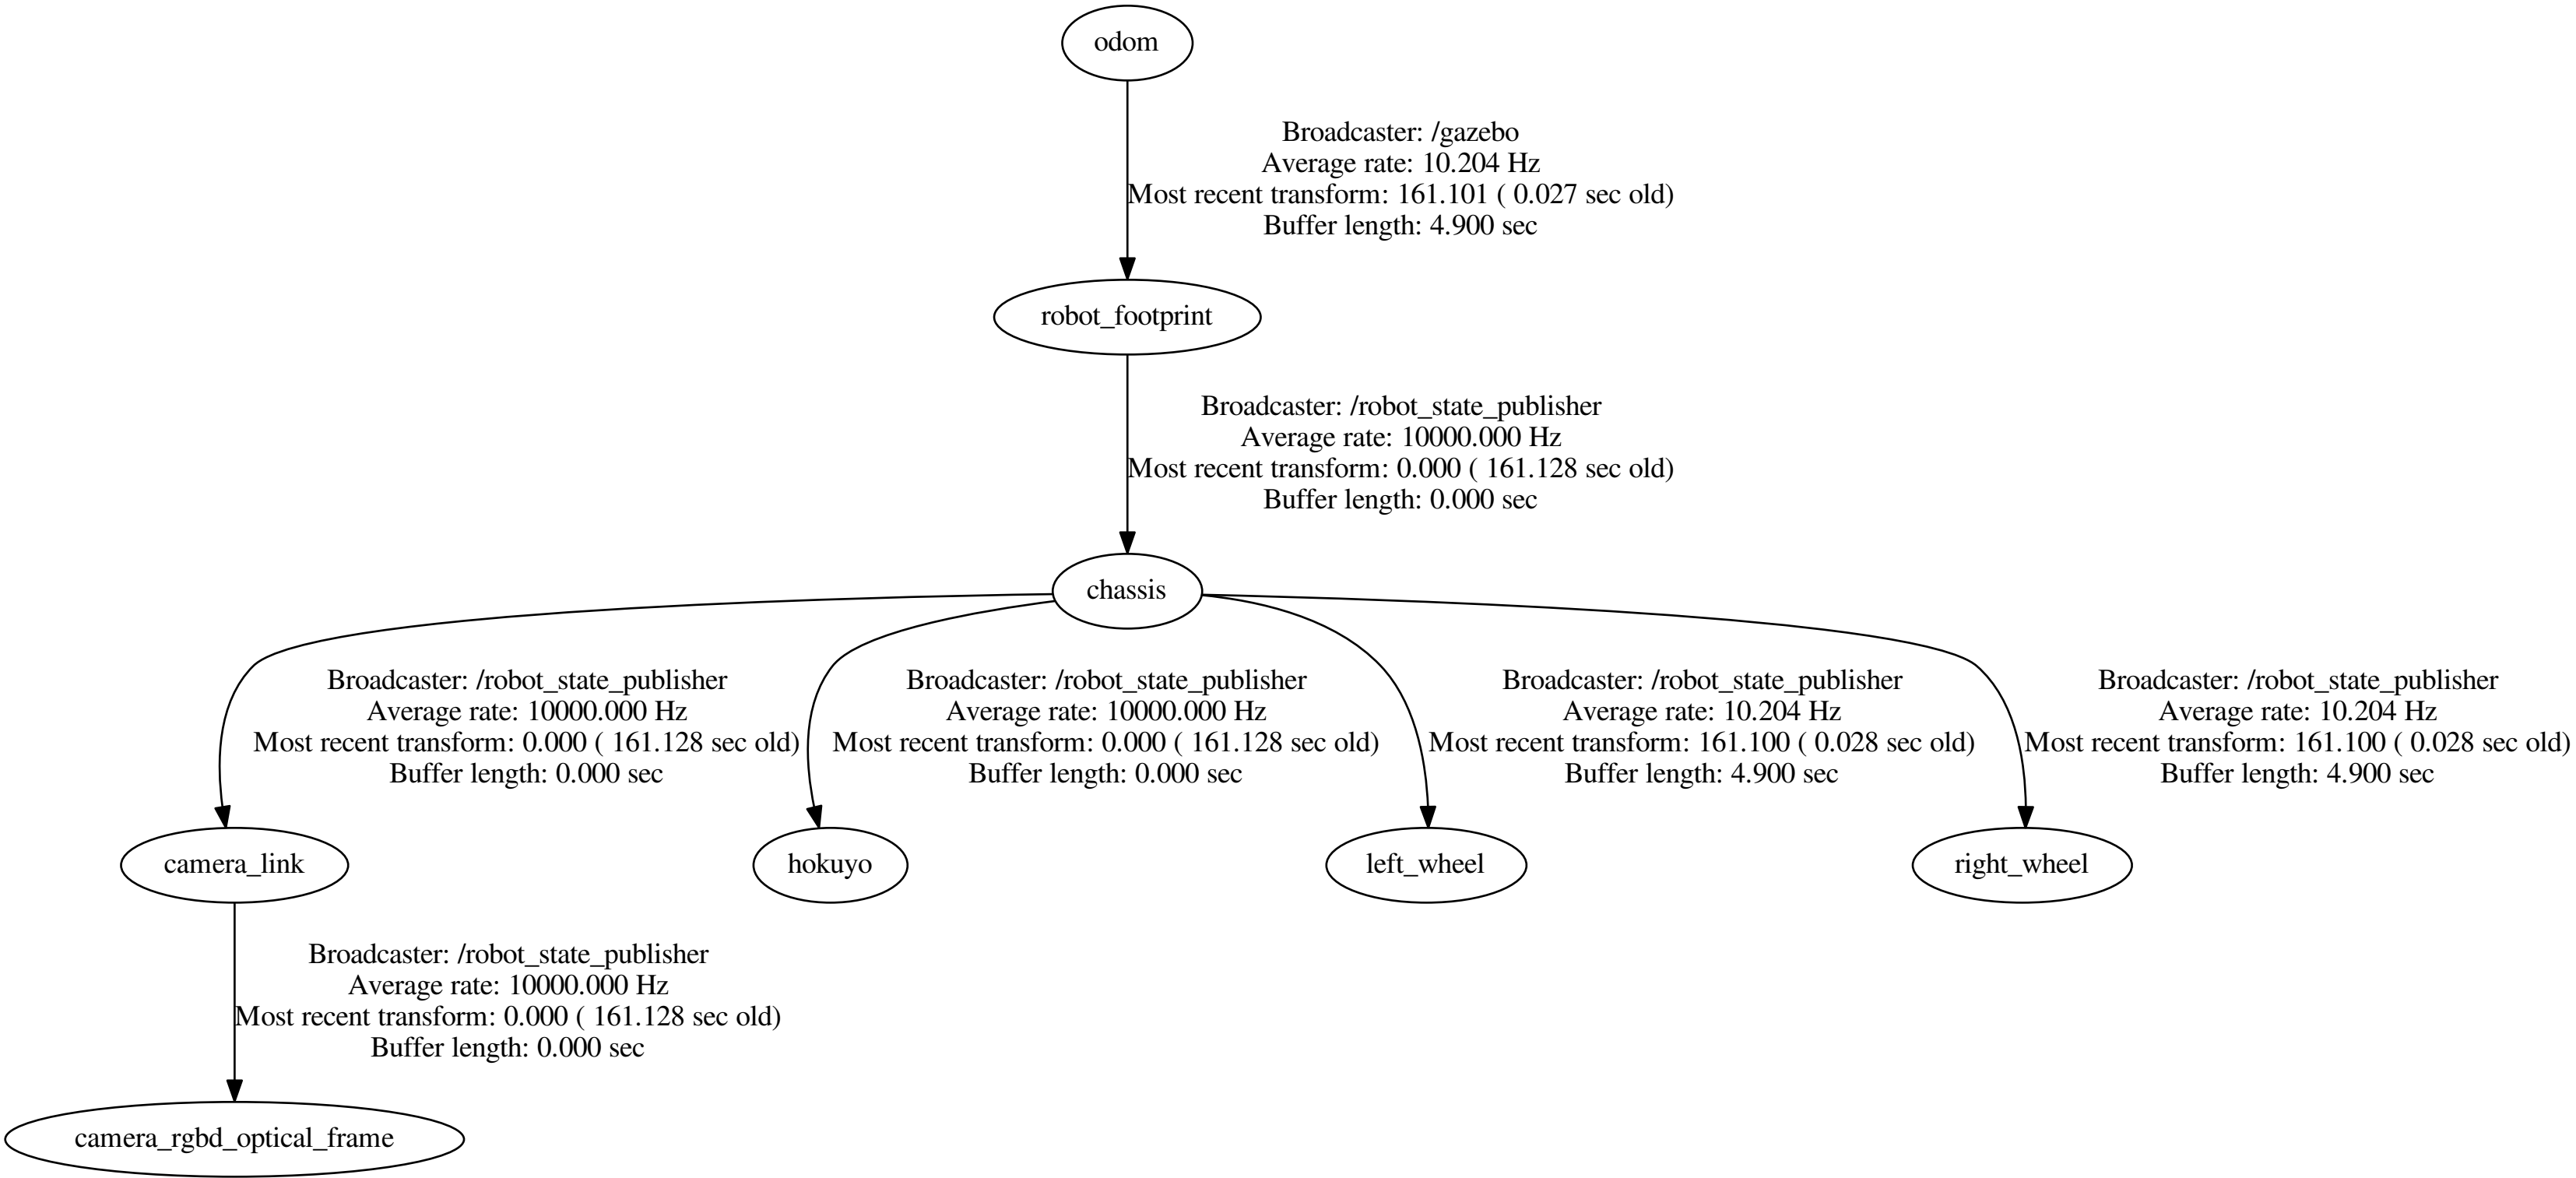 odom
Broadcaster: /gazebo
Average rate: 10.204 Hz
Most recent transform: 161.101 ( 0.027 sec old)
Buffer length: 4.900 sec
robot_footprint
Broadcaster: /robot_state_publisher
Average rate: 10000.000 Hz
Most recent transform: 0.000 ( 161.128 sec old)
Buffer length: 0.000 sec
chassis
Broadcaster: /robot_state_publisher
Average rate: 10000.000 Hz
Most recent transform: 0.000 ( 161.128 sec old)
Buffer length: 0.000 sec
Broadcaster: /robot_state_publisher
Average rate: 10000.000 Hz
Most recent transform: 0.000 ( 161.128 sec old)
Buffer length: 0.000 sec
Broadcaster: /robot_state_publisher
Average rate: 10.204 Hz
Most recent transform: 161.100 ( 0.028 sec old)
Buffer length: 4.900 sec
Broadcaster: /robot_state_publisher
Average rate: 10.204 Hz
Most recent transform: 161.100 ( 0.028 sec old)
Buffer length: 4.900 sec
camera_link
hokuyo
left_wheel
right_wheel
Broadcaster: /robot_state_publisher
Average rate: 10000.000 Hz
Most recent transform: 0.000 ( 161.128 sec old)
Buffer length: 0.000 sec
camera_rgbd_optical_frame